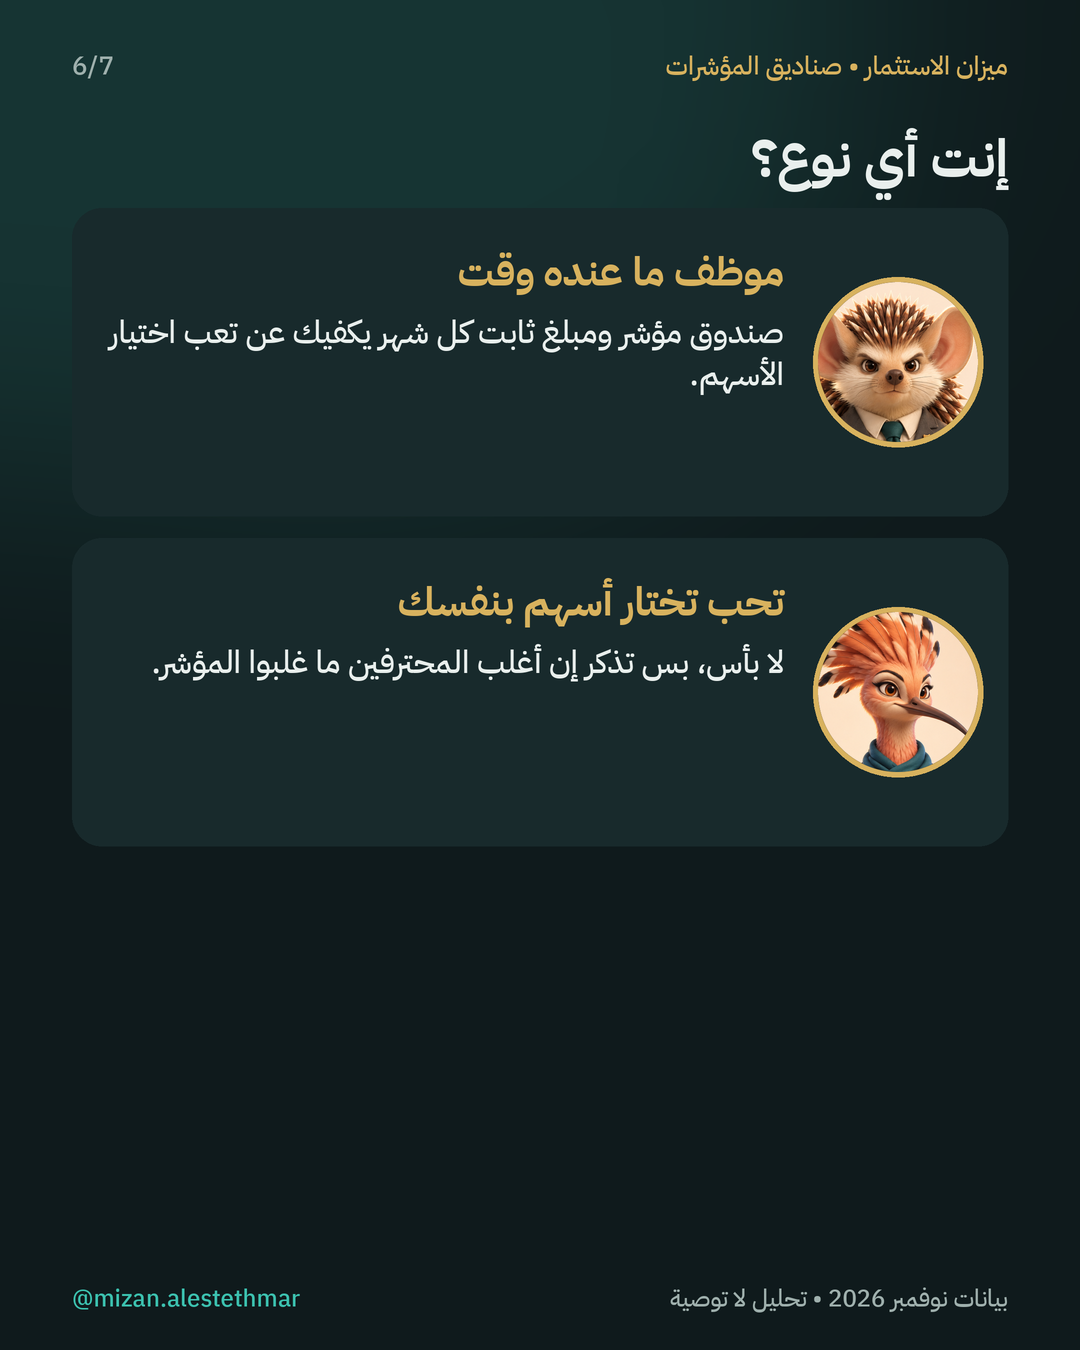 ميزان الاستثمار • صناديق المؤشرات
6/7
إنت أي نوع؟
موظف ما عنده وقت
صندوق مؤشر ومبلغ ثابت كل شهر يكفيك عن تعب اختيار
الأسهم.
تحب تختار أسهم بنفسك
لا بأس، بس تذكر إن أغلب المحترفين ما غلبوا المؤشر.
بيانات نوفمبر 2026 • تحليل لا توصية
@mizan.alestethmar